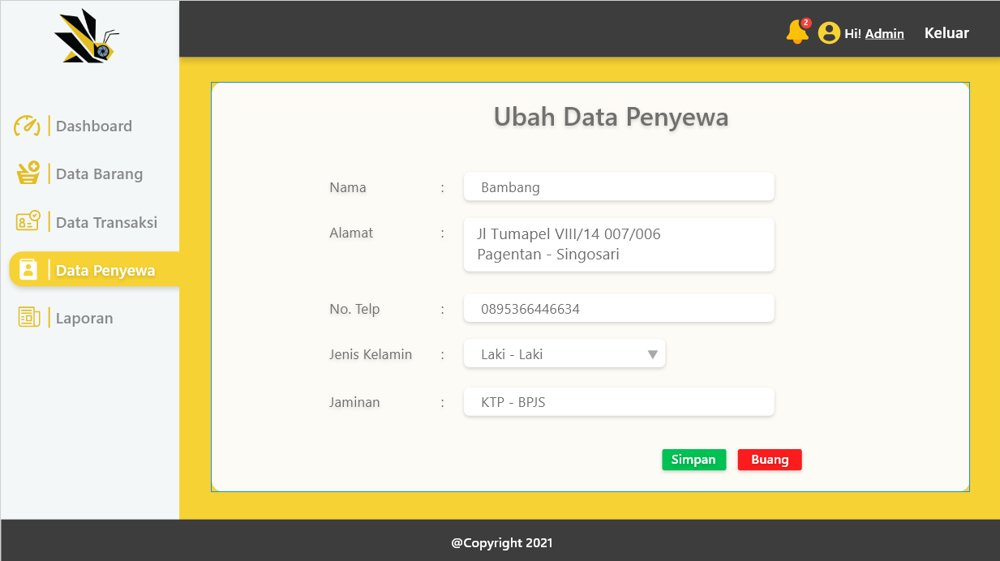 2
Hi! Admin
Keluar
Dashboard
Data Barang
Data Transaksi
Data Penyewa
Laporan
Ubah Data Penyewa
Nama : Bambang
Alamat : Jl Tumapel VIII/14 007/006
Pagentan - Singosari
No. Telp : 0895366446634
Jenis Kelamin : Laki - Laki
Jaminan : KTP - BPJS
Simpan
Buang
@Copyright 2021